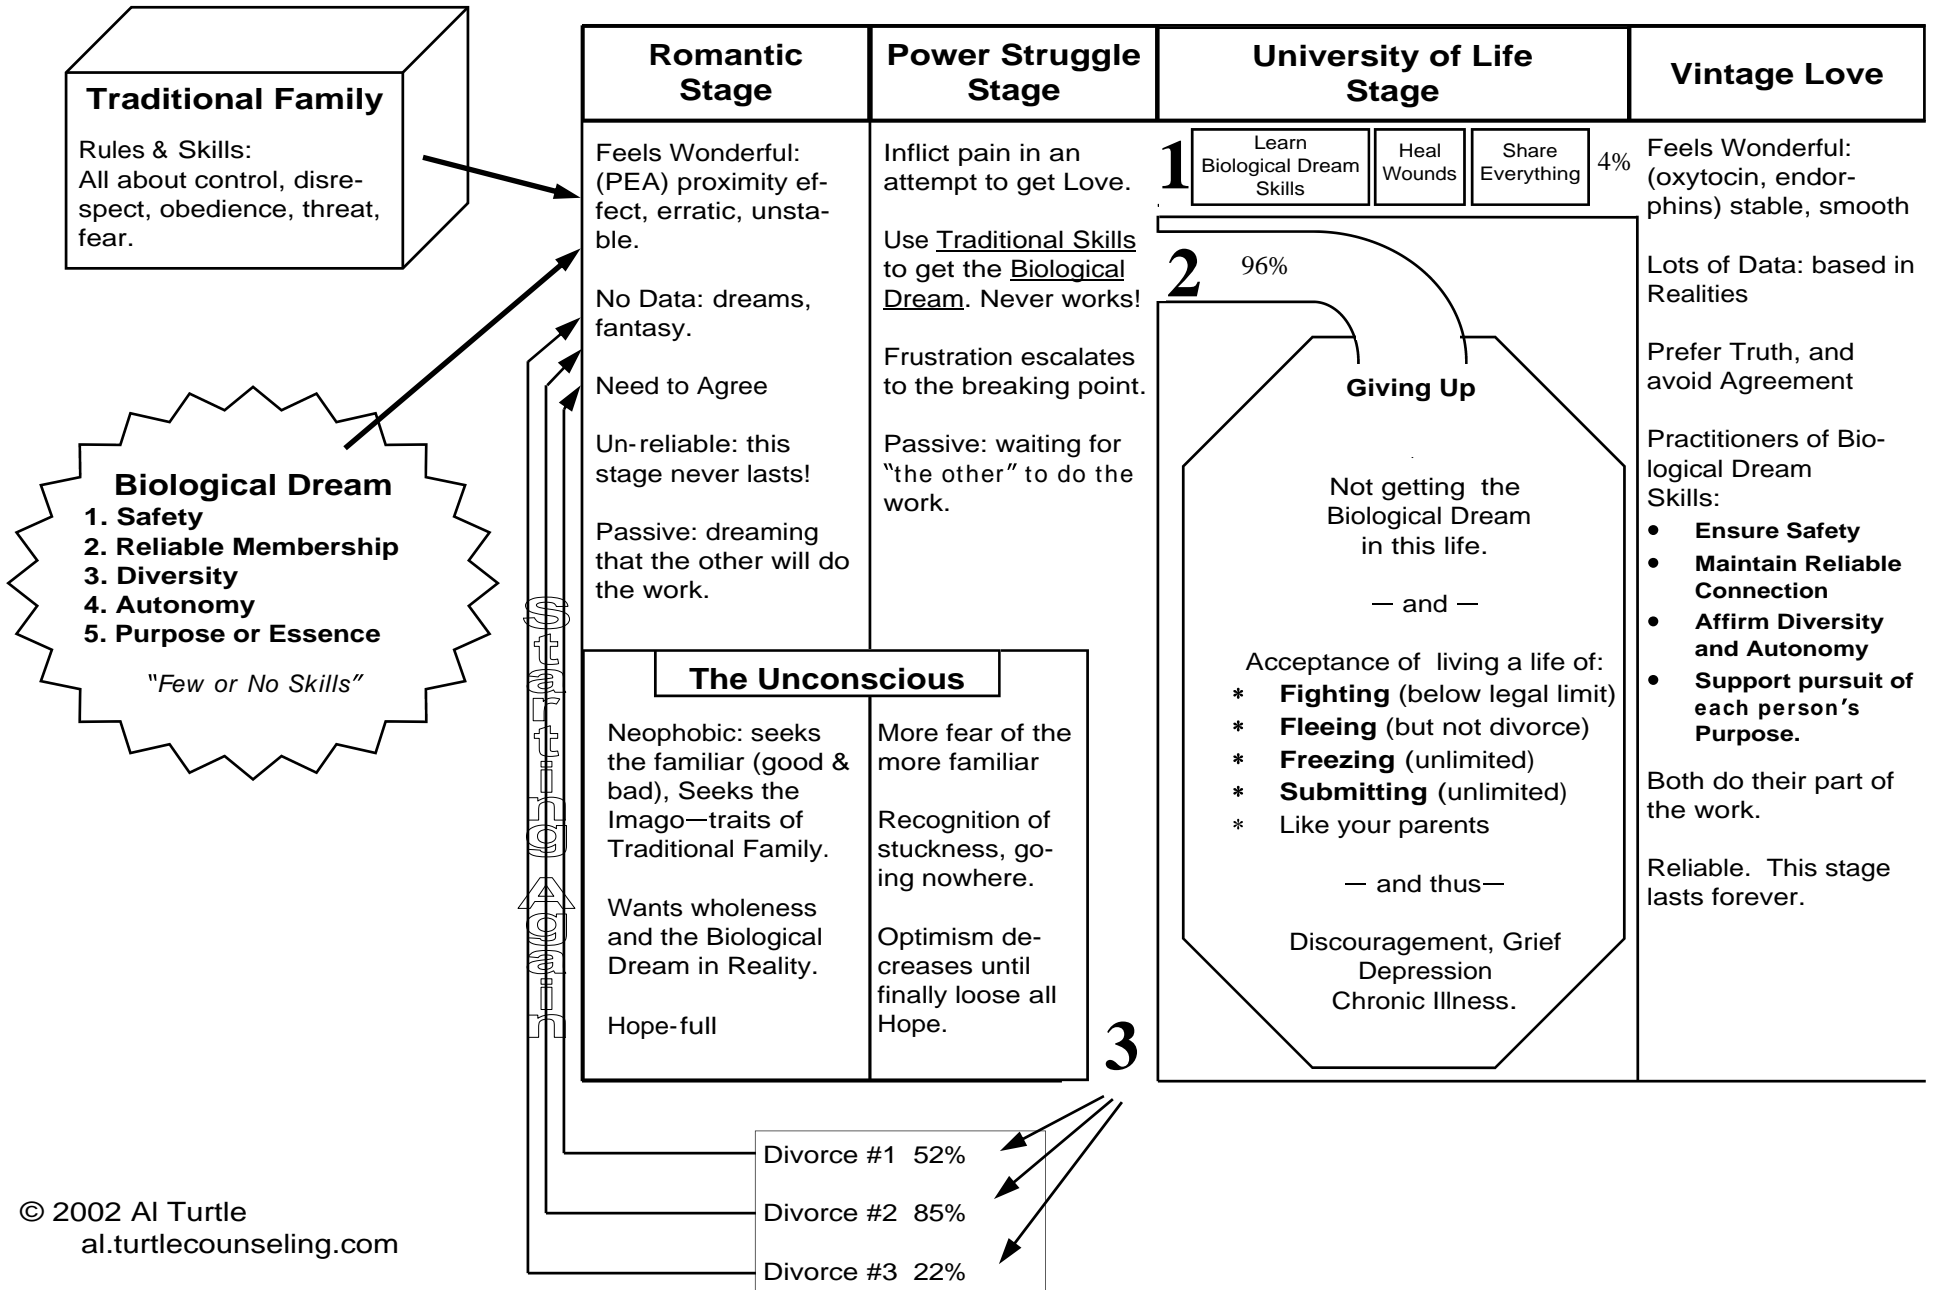 Traditional Family
Rules & Skills:
All about control, disre-
spect, obedience, threat,
fear.
Biological Dream
1. Safety
2. Reliable Membership
3. Diversity
4. Autonomy
5. Purpose or Essence
“Few or No Skills”
Starting Again
Romantic
Stage
Feels Wonderful:
(PEA) proximity ef-
fect, erratic, unsta-
ble.
No Data: dreams,
fantasy.
Need to Agree
Un-reliable: this
stage never lasts!
Passive: dreaming
that the other will do
the work.
Power Struggle
Stage
Inflict pain in an
attempt to get Love.
Use Traditional Skills
to get the Biological
Dream. Never works!
Frustration escalates
to the breaking point.
Passive: waiting for
“the other” to do the
work.
The Unconscious
Neophobic: seeks
the familiar (good &
bad), Seeks the
Imago—traits of
Traditional Family.
Wants wholeness
and the Biological
Dream in Reality.
Hope-full
More fear of the
more familiar
Recognition of
stuckness, go-
ing nowhere.
Optimism de-
creases until
finally loose all
Hope.
University of Life
Stage
1
Learn
Biological Dream
Skills
Heal
Wounds
Share
Everything
4%
2
96%
Giving Up
Not getting the
Biological Dream
in this life.
— and —
Acceptance of living a life of:
* Fighting (below legal limit)
* Fleeing (but not divorce)
* Freezing (unlimited)
* Submitting (unlimited)
* Like your parents
— and thus—
Discouragement, Grief
Depression
Chronic Illness.
Vintage Love
Feels Wonderful:
(oxytocin, endor-
phins) stable, smooth
Lots of Data: based in
Realities
Prefer Truth, and
avoid Agreement
Practitioners of Bio-
logical Dream
Skills:
• Ensure Safety
• Maintain Reliable
Connection
• Affirm Diversity
and Autonomy
• Support pursuit of
each person’s
Purpose.
Both do their part of
the work.
Reliable. This stage
lasts forever.
3
Divorce #1 52%
Divorce #2 85%
Divorce #3 22%
© 2002 Al Turtle
al.turtlecounseling.com